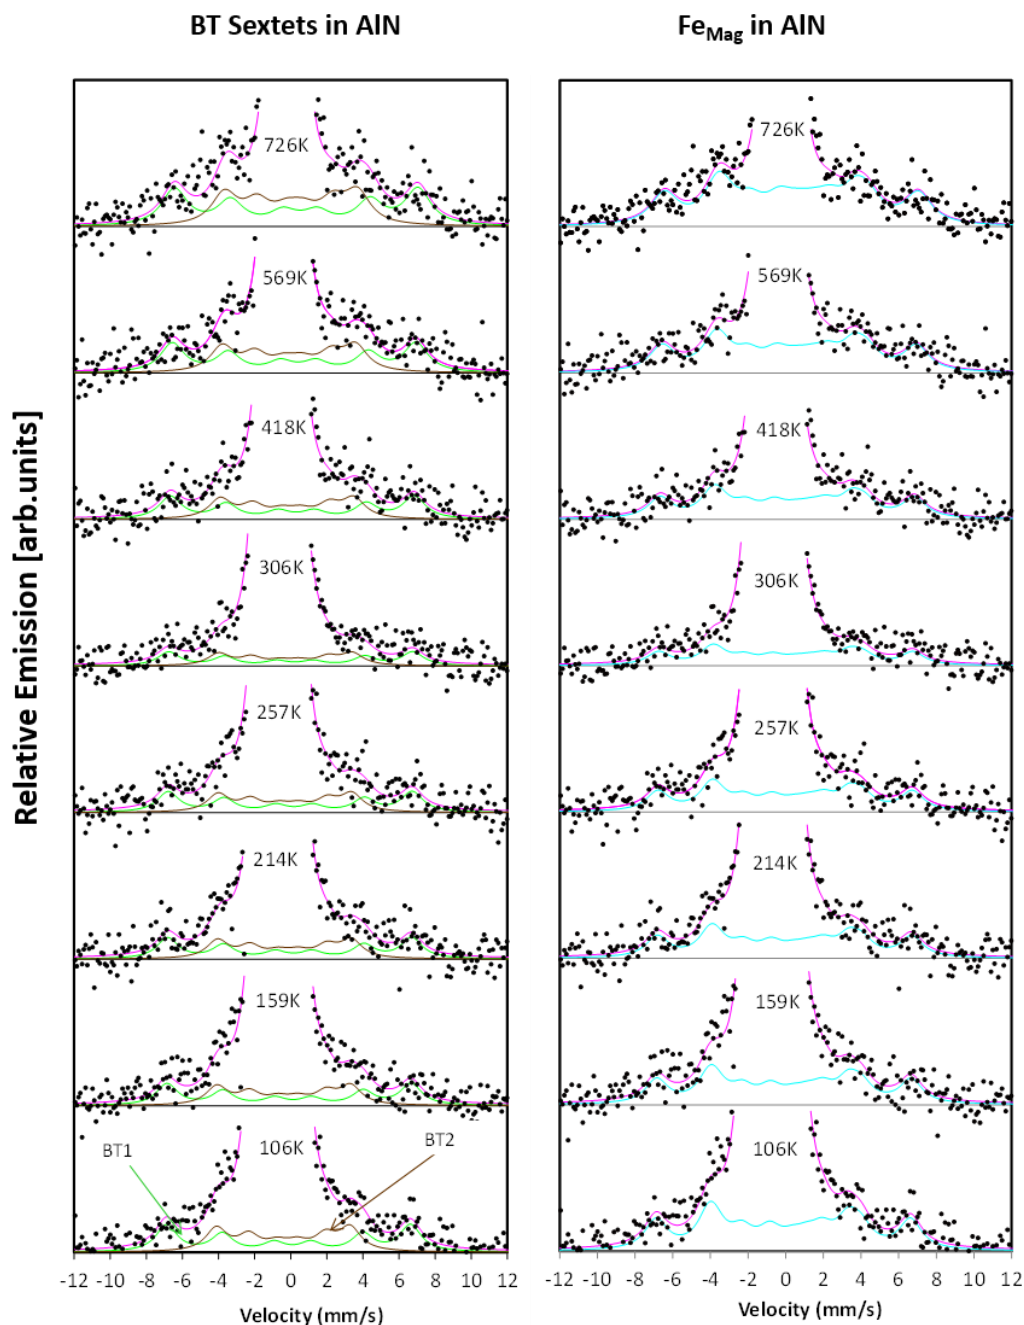 BT Sextets in AlN
FeMag in AlN
Relative Emission [arb.units]
726K
569K
418K
306K
257K
214K
159K
106K
BT1
BT2
-12 -10 -8 -6 -4 -2 0 2 4 6 8 10 12
Velocity (mm/s)
726K
569K
418K
306K
257K
214K
159K
106K
-12 -10 -8 -6 -4 -2 0 2 4 6 8 10 12
Velocity (mm/s)